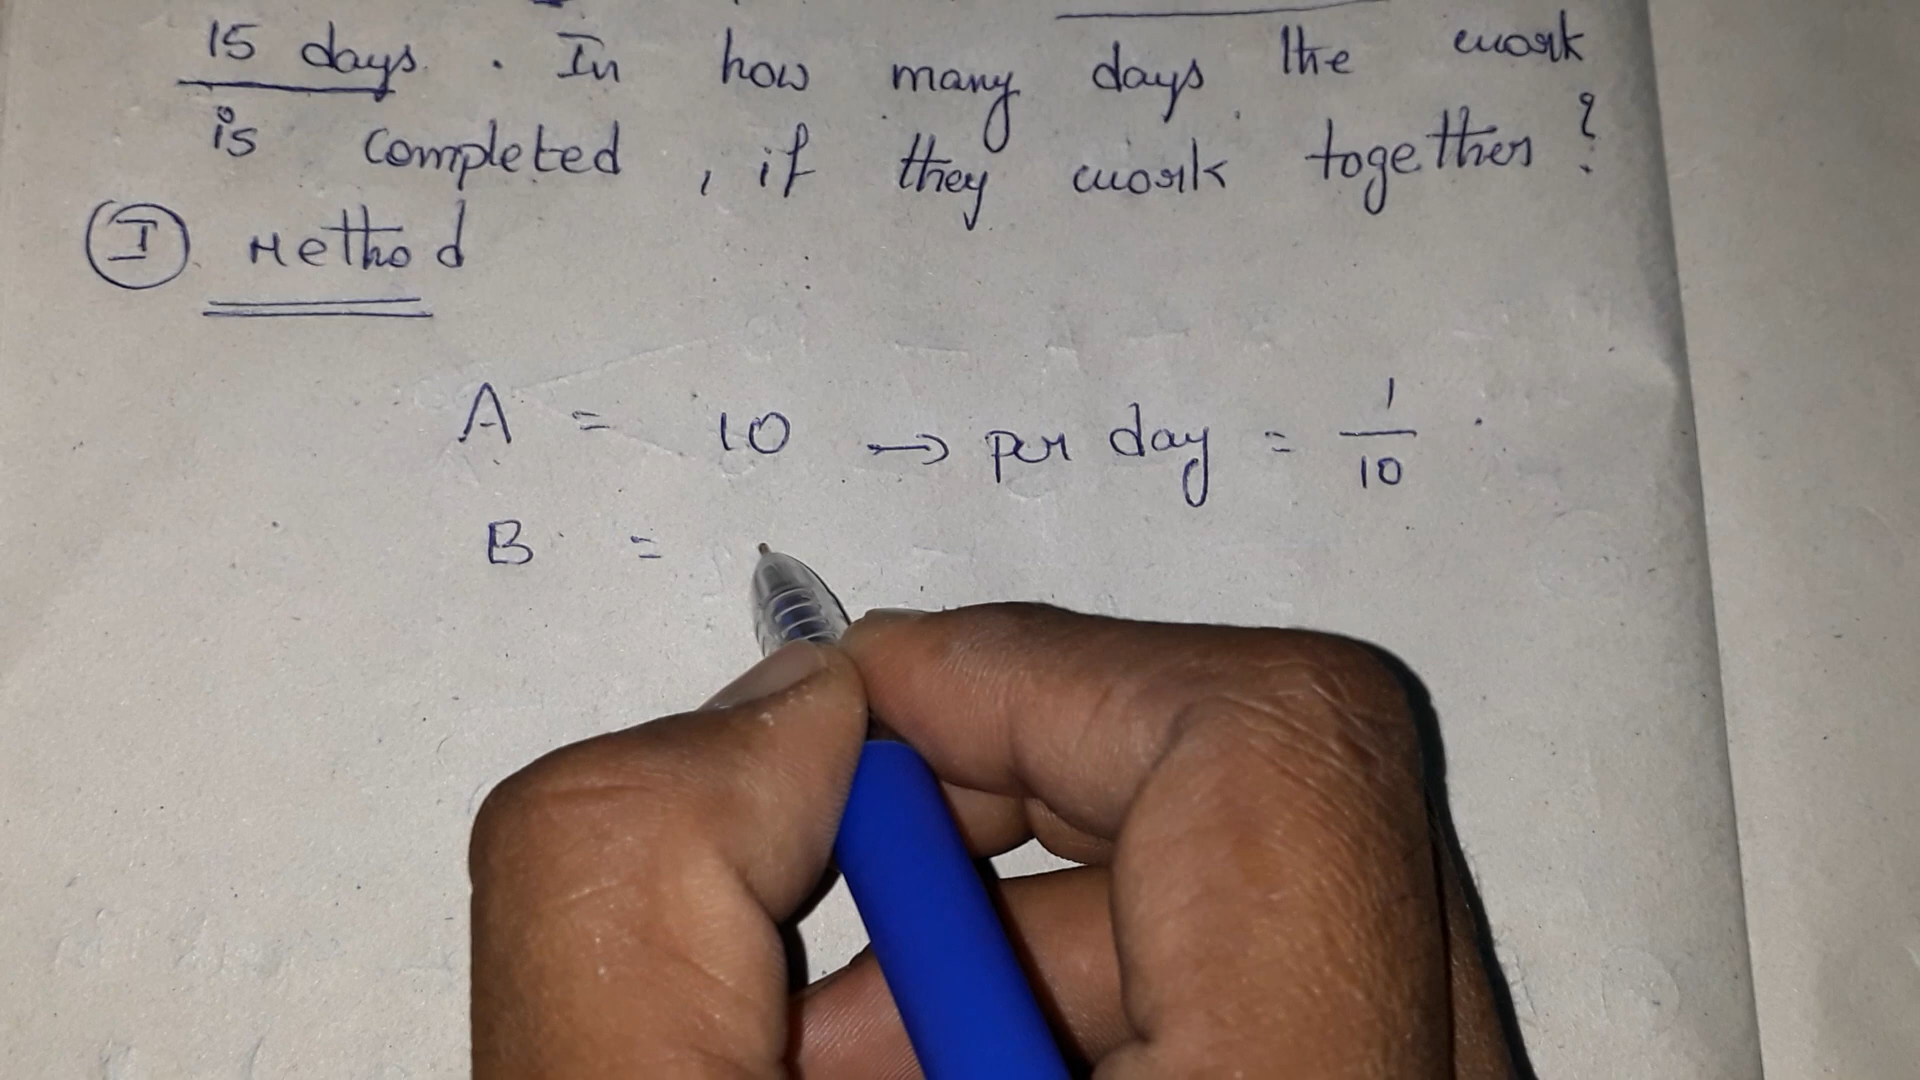 15 days. In how many days the work
is completed, if they work together?
I Method
A = 10 → per day = 1/10
B =